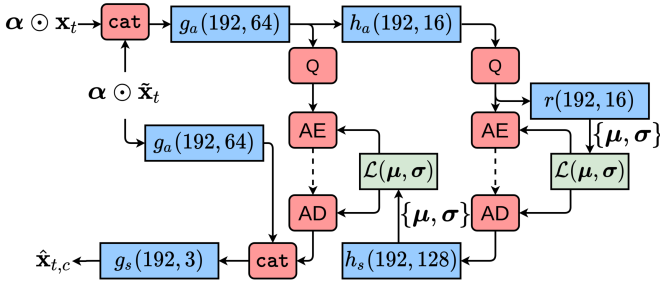 α ⊙ x_t cat g_a(192, 64) h_a(192, 16)
Q Q
α ⊙ x̃_t r(192, 16)
AE AE {μ, σ}
g_a(192, 64) ℒ(μ, σ) ℒ(μ, σ)
AD {μ, σ} AD
x̂_{t,c} g_s(192, 3) cat h_s(192, 128)